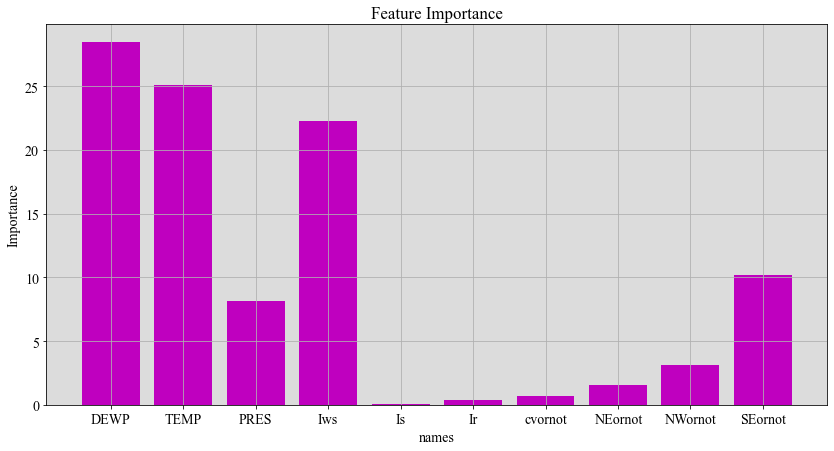 Feature Importance
Importance
25
20
15
10
5
0
DEWP TEMP PRES Iws Is Ir cvornot NEornot NWornot SEornot
names